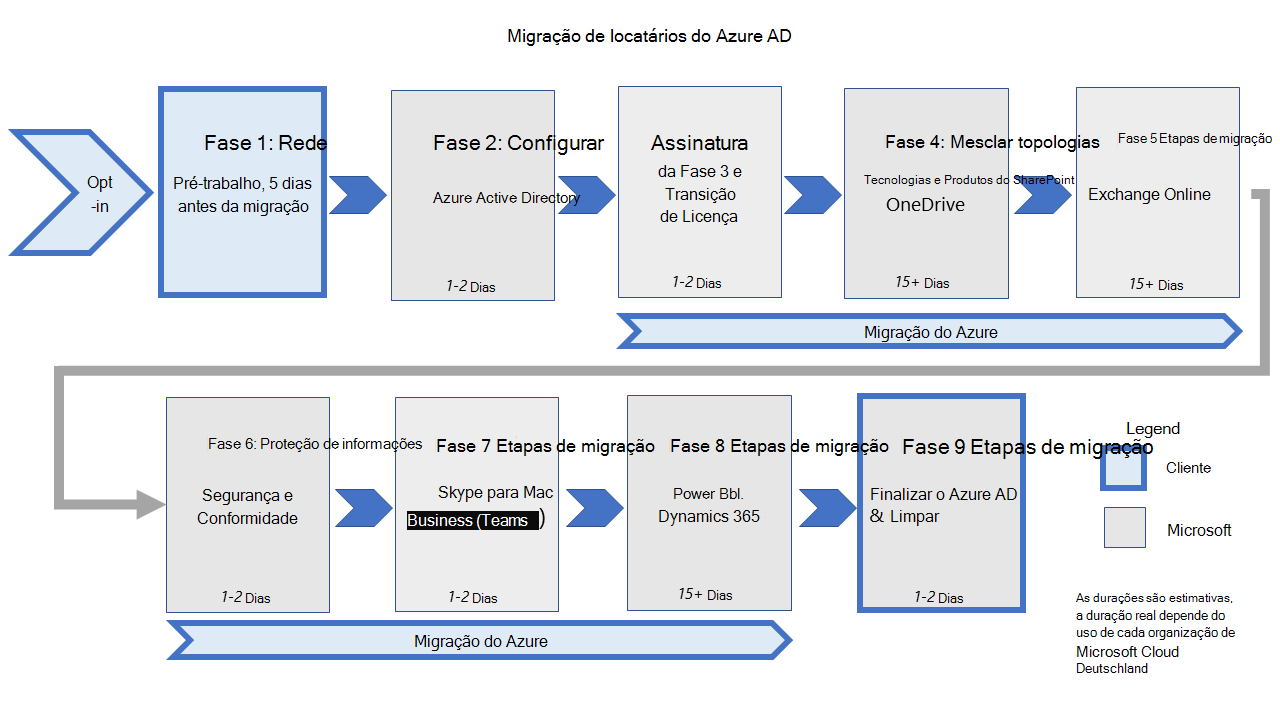 Migração de locatários do Azure AD
Opt
-in
Fase 1: Rede
Pré-trabalho, 5 dias
antes da migração
Fase 2: Configurar
Azure Active Directory
1-2 Dias
Assinatura
da Fase 3 e
Transição
de Licença
1-2 Dias
Fase 4: Mesclar topologias
Tecnologias e Produtos do SharePoint
OneDrive
15+ Dias
Fase 5 Etapas de migração
Exchange Online
15+ Dias
Migração do Azure
Fase 6: Proteção de informações
Segurança e
Conformidade
1-2 Dias
Fase 7 Etapas de migração
Skype para Mac
Business (Teams )
1-2 Dias
Fase 8 Etapas de migração
Power Bbl.
Dynamics 365
15+ Dias
Fase 9 Etapas de migração
Finalizar o Azure AD
& Limpar
1-2 Dias
Migração do Azure
Legend
Cliente
Microsoft
As durações são estimativas,
a duração real depende do
uso de cada organização de
Microsoft Cloud
Deutschland